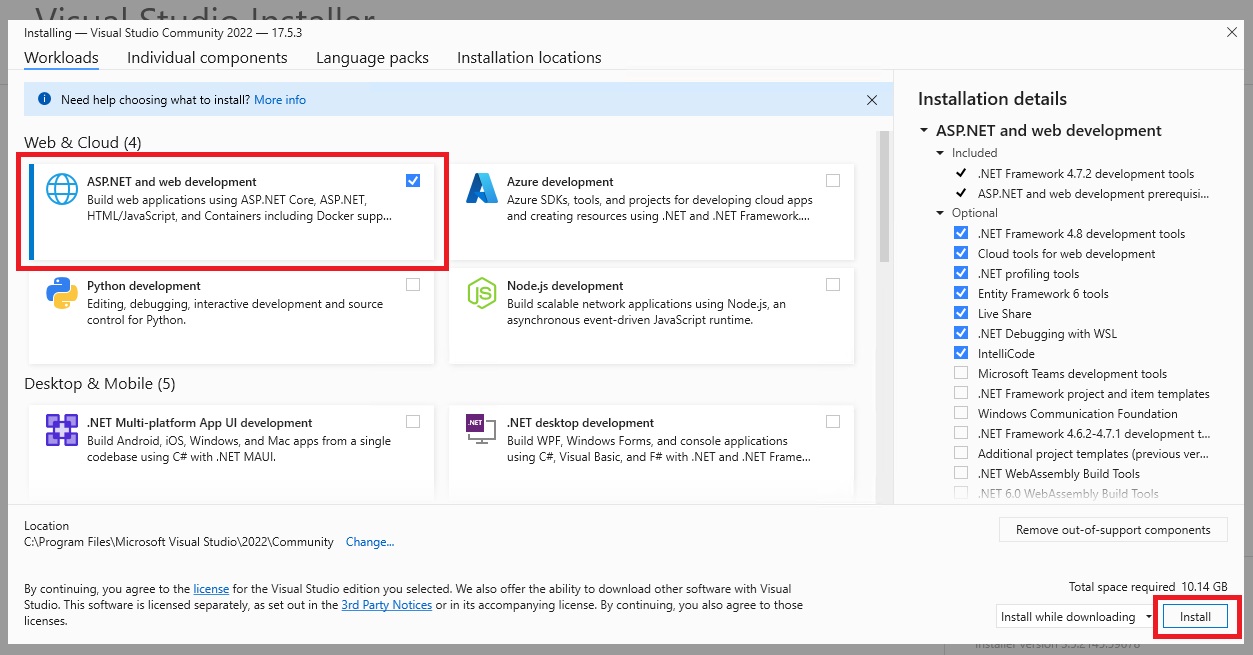 Visual Studio Installer
Installing — Visual Studio Community 2022 — 17.5.3
Workloads Individual components Language packs Installation locations
Need help choosing what to install? More info
Web & Cloud (4)
ASP.NET and web development
Build web applications using ASP.NET Core, ASP.NET,
HTML/JavaScript, and Containers including Docker supp...
Azure development
Azure SDKs, tools, and projects for developing cloud apps
and creating resources using .NET and .NET Framework....
Python development
Editing, debugging, interactive development and source
control for Python.
Node.js development
Build scalable network applications using Node.js, an
asynchronous event-driven JavaScript runtime.
Desktop & Mobile (5)
.NET Multi-platform App UI development
Build Android, iOS, Windows, and Mac apps from a single
codebase using C# with .NET MAUI.
.NET
.NET desktop development
Build WPF, Windows Forms, and console applications
using C#, Visual Basic, and F# with .NET and .NET Frame...
Installation details
ASP.NET and web development
Included
.NET Framework 4.7.2 development tools
ASP.NET and web development prerequisi...
Optional
.NET Framework 4.8 development tools
Cloud tools for web development
.NET profiling tools
Entity Framework 6 tools
Live Share
.NET Debugging with WSL
IntelliCode
Microsoft Teams development tools
.NET Framework project and item templates
Windows Communication Foundation
.NET Framework 4.6.2-4.7.1 development t...
Additional project templates (previous ver...
.NET WebAssembly Build Tools
.NET 6.0 WebAssembly Build Tools
Location
C:\Program Files\Microsoft Visual Studio\2022\Community Change...
Remove out-of-support components
By continuing, you agree to the license for the Visual Studio edition you selected. We also offer the ability to download other software with Visual
Studio. This software is licensed separately, as set out in the 3rd Party Notices or in its accompanying license. By continuing, you also agree to those
licenses.
Total space required 10.14 GB
Install while downloading
Install
Installer version